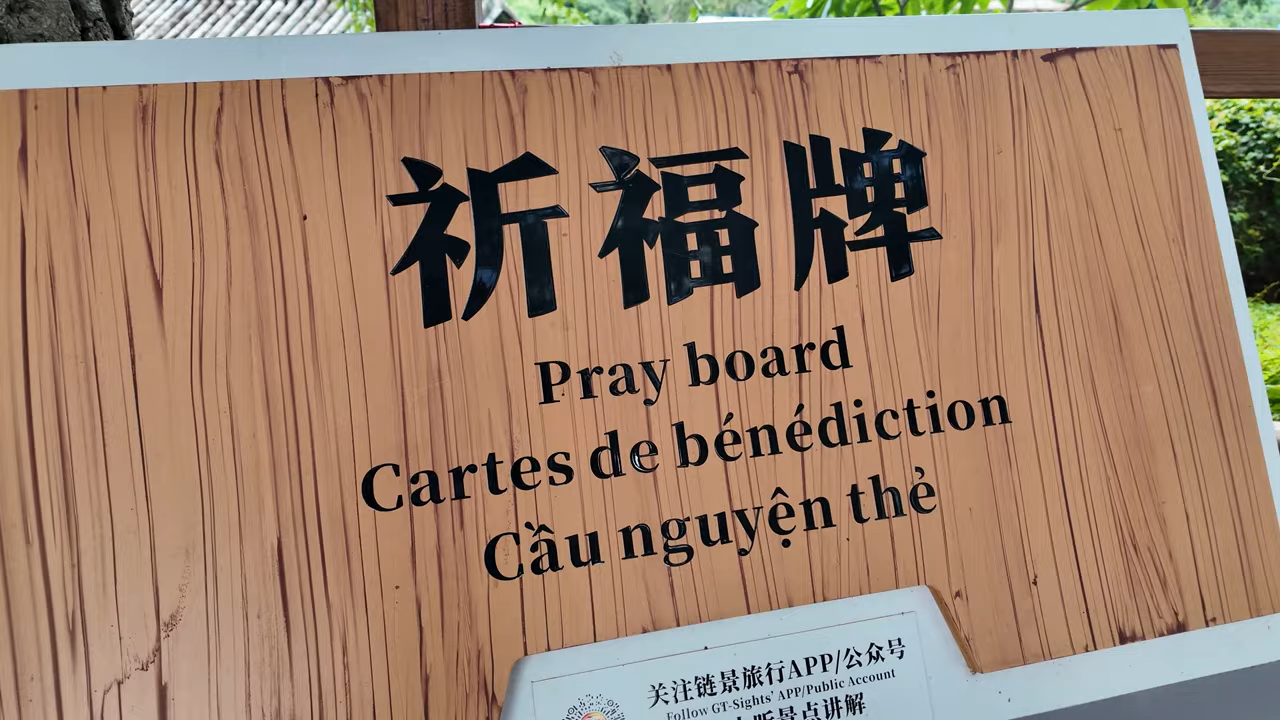 祈福牌
Pray board
Cartes de bénédiction
Cầu nguyện thẻ
关注链景旅行APP/公众号
Follow GT-Sights' APP/Public Account
听景点讲解